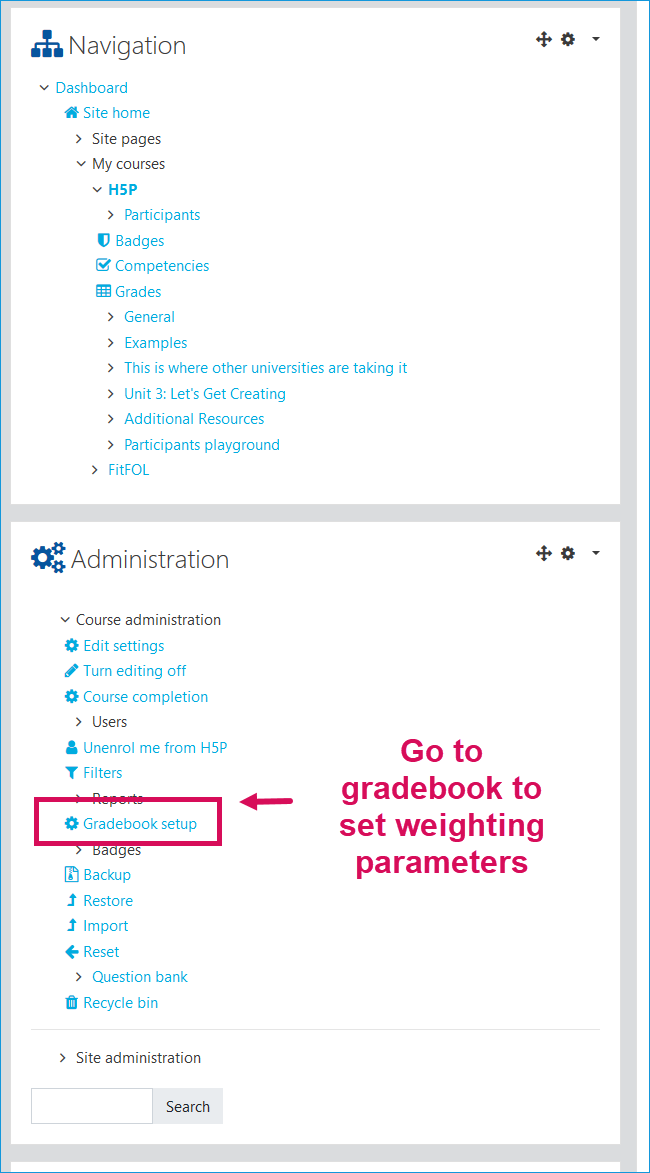 Navigation
Dashboard
Site home
Site pages
My courses
H5P
Participants
Badges
Competencies
Grades
General
Examples
This is where other universities are taking it
Unit 3: Let's Get Creating
Additional Resources
Participants playground
FitFOL
Administration
Course administration
Edit settings
Turn editing off
Course completion
Users
Unenrol me from H5P
Filters
Reports
Gradebook setup
Badges
Backup
Restore
Import
Reset
Question bank
Recycle bin
Site administration
Search
Go to
gradebook to
set weighting
parameters